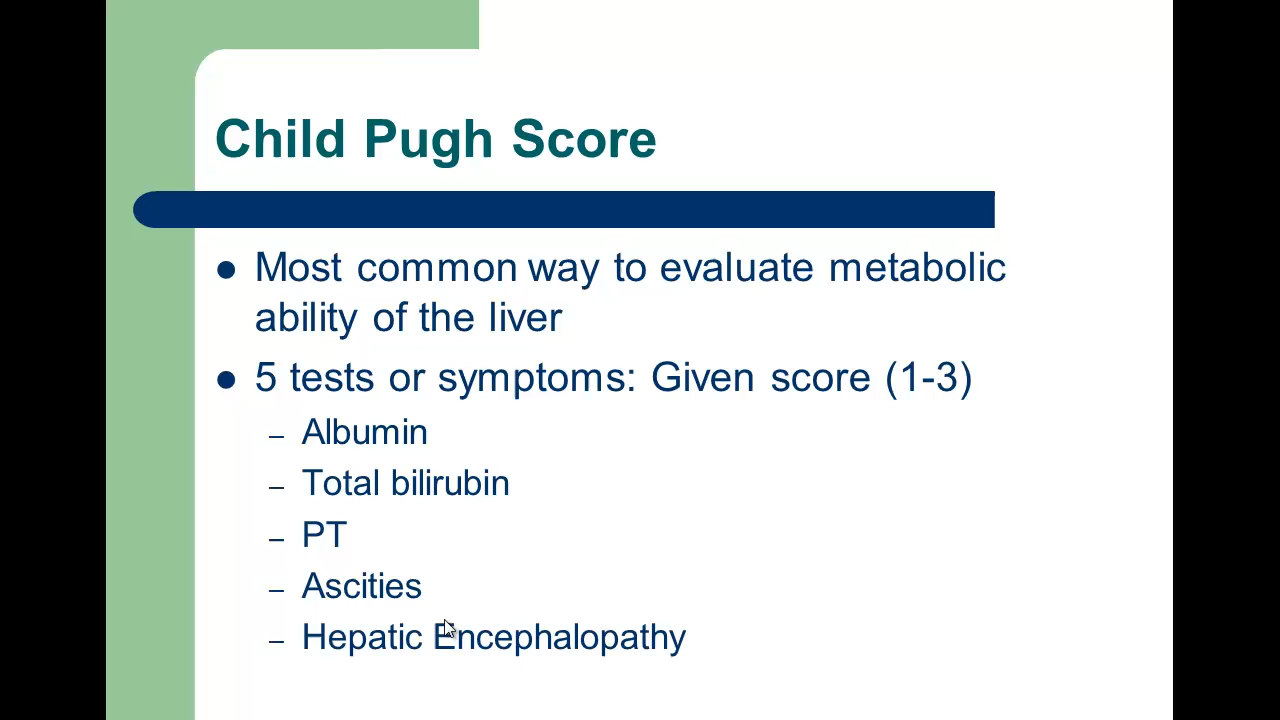 Child Pugh Score
● Most common way to evaluate metabolic
ability of the liver
● 5 tests or symptoms: Given score (1-3)
– Albumin
– Total bilirubin
– PT
– Ascities
– Hepatic Encephalopathy